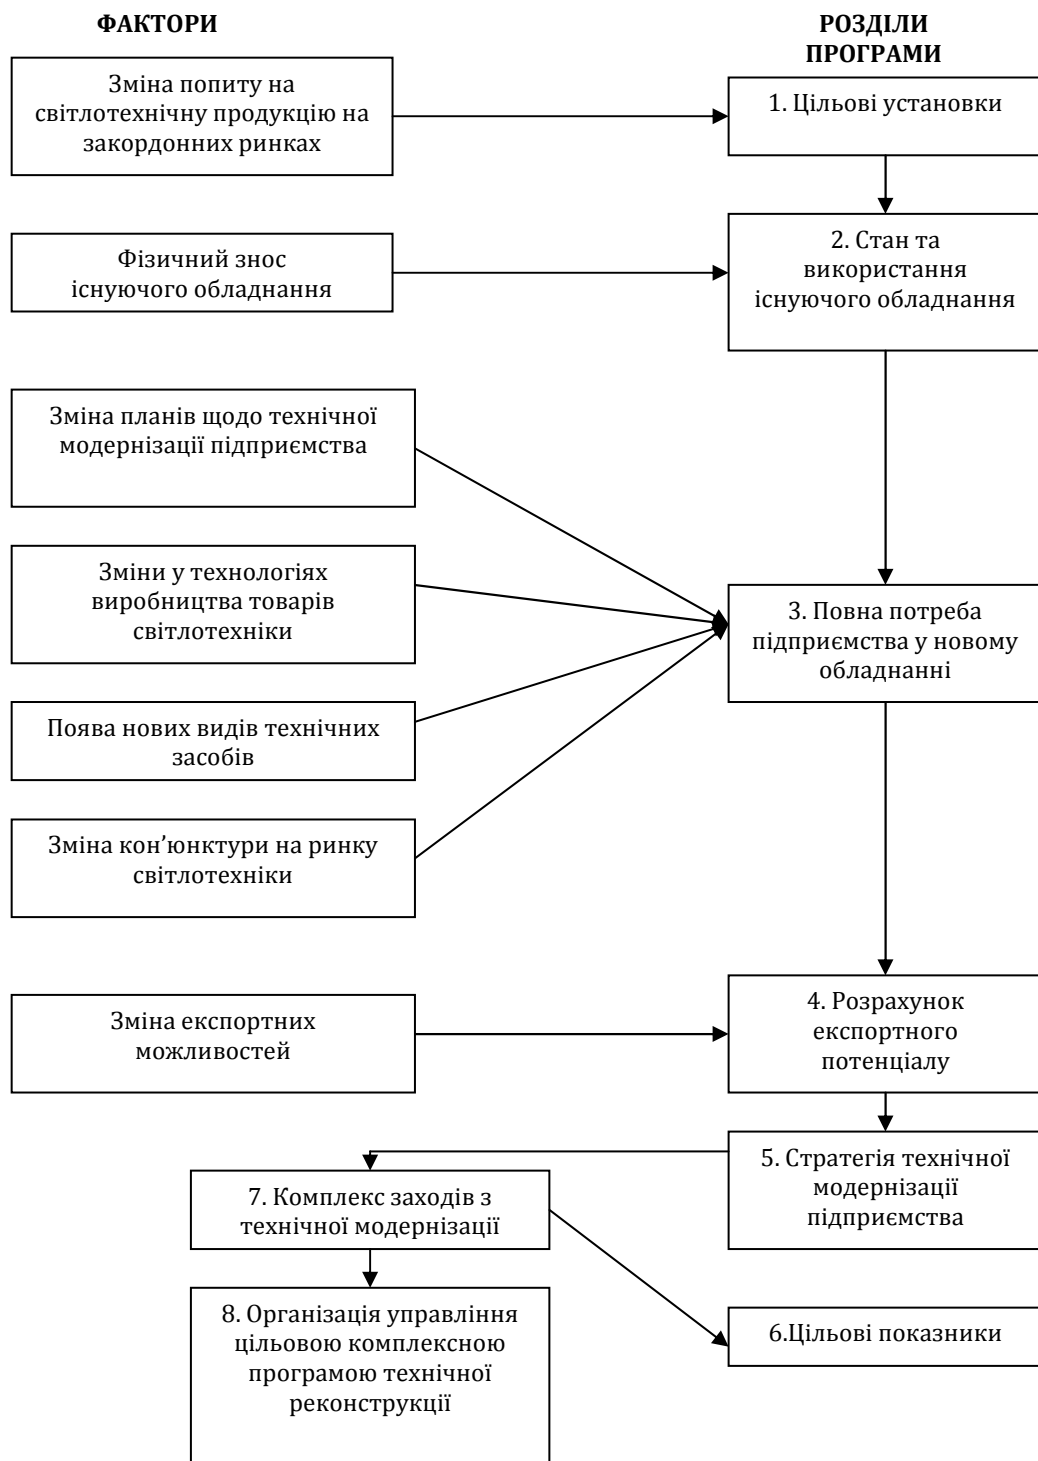 ФАКТОРИ
РОЗДІЛИ
ПРОГРАМИ
Зміна попиту на
світлотехнічну продукцію на
закордонних ринках
1. Цільові установки
Фізичний знос
існуючого обладнання
2. Стан та
використання
існуючого обладнання
Зміна планів щодо технічної
модернізації підприємства
Зміни у технологіях
виробництва товарів
світлотехніки
3. Повна потреба
підприємства у новому
обладнанні
Поява нових видів технічних
засобів
Зміна кон’юнктури на ринку
світлотехніки
Зміна експортних
можливостей
4. Розрахунок
експортного
потенціалу
5. Стратегія технічної
модернізації
підприємства
7. Комплекс заходів з
технічної модернізації
8. Організація управління
цільовою комплексною
програмою технічної
реконструкції
6.Цільові показники